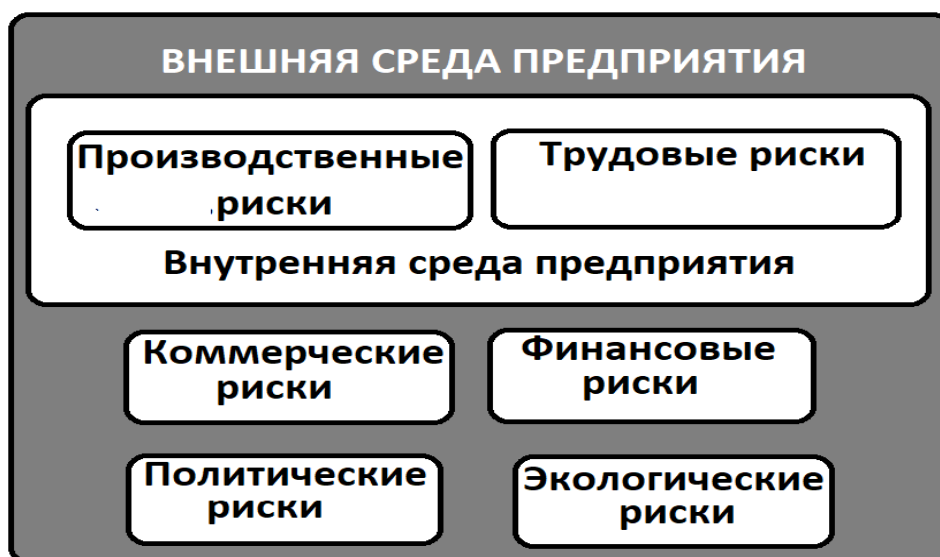 ВНЕШНЯЯ СРЕДА ПРЕДПРИЯТИЯ
Производственные
риски
Трудовые риски
Внутренняя среда предприятия
Коммерческие
риски
Финансовые
риски
Политические
риски
Экологические
риски